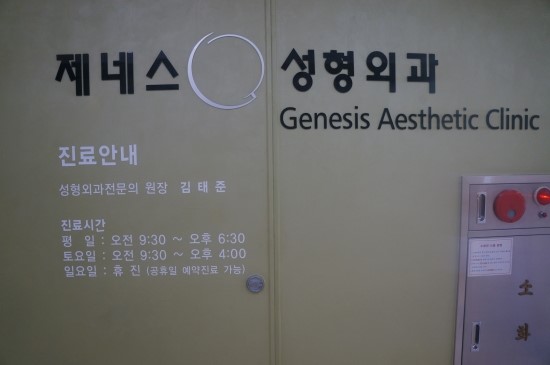 제네스 성형외과
Genesis Aesthetic Clinic
진료안내
성형외과전문의 원장 김태준
진료시간
평 일 : 오전 9:30 ~ 오후 6:30
토요일 : 오전 9:30 ~ 오후 4:00
일요일 : 휴 진 (공휴일 예약진료 가능)
소
화